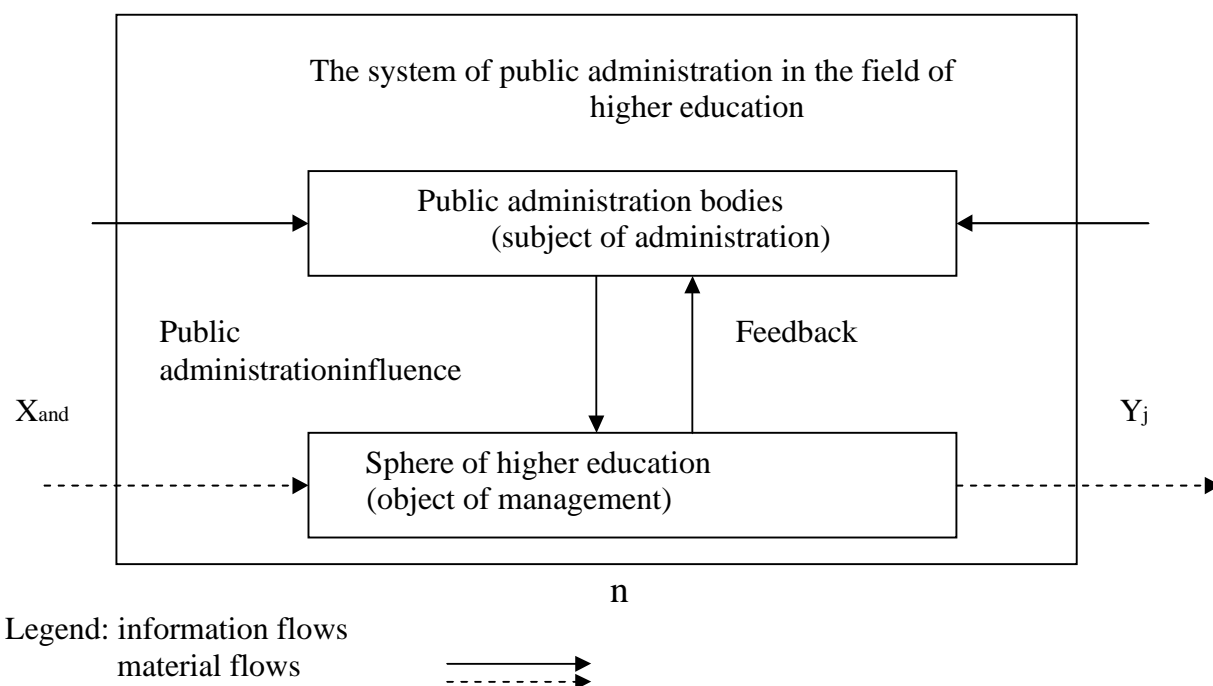 The system of public administration in the field of
higher education
Public administration bodies
(subject of administration)
Public
administrationinfluence
Feedback
Xand
Yj
Sphere of higher education
(object of management)
n
Legend: information flows
material flows